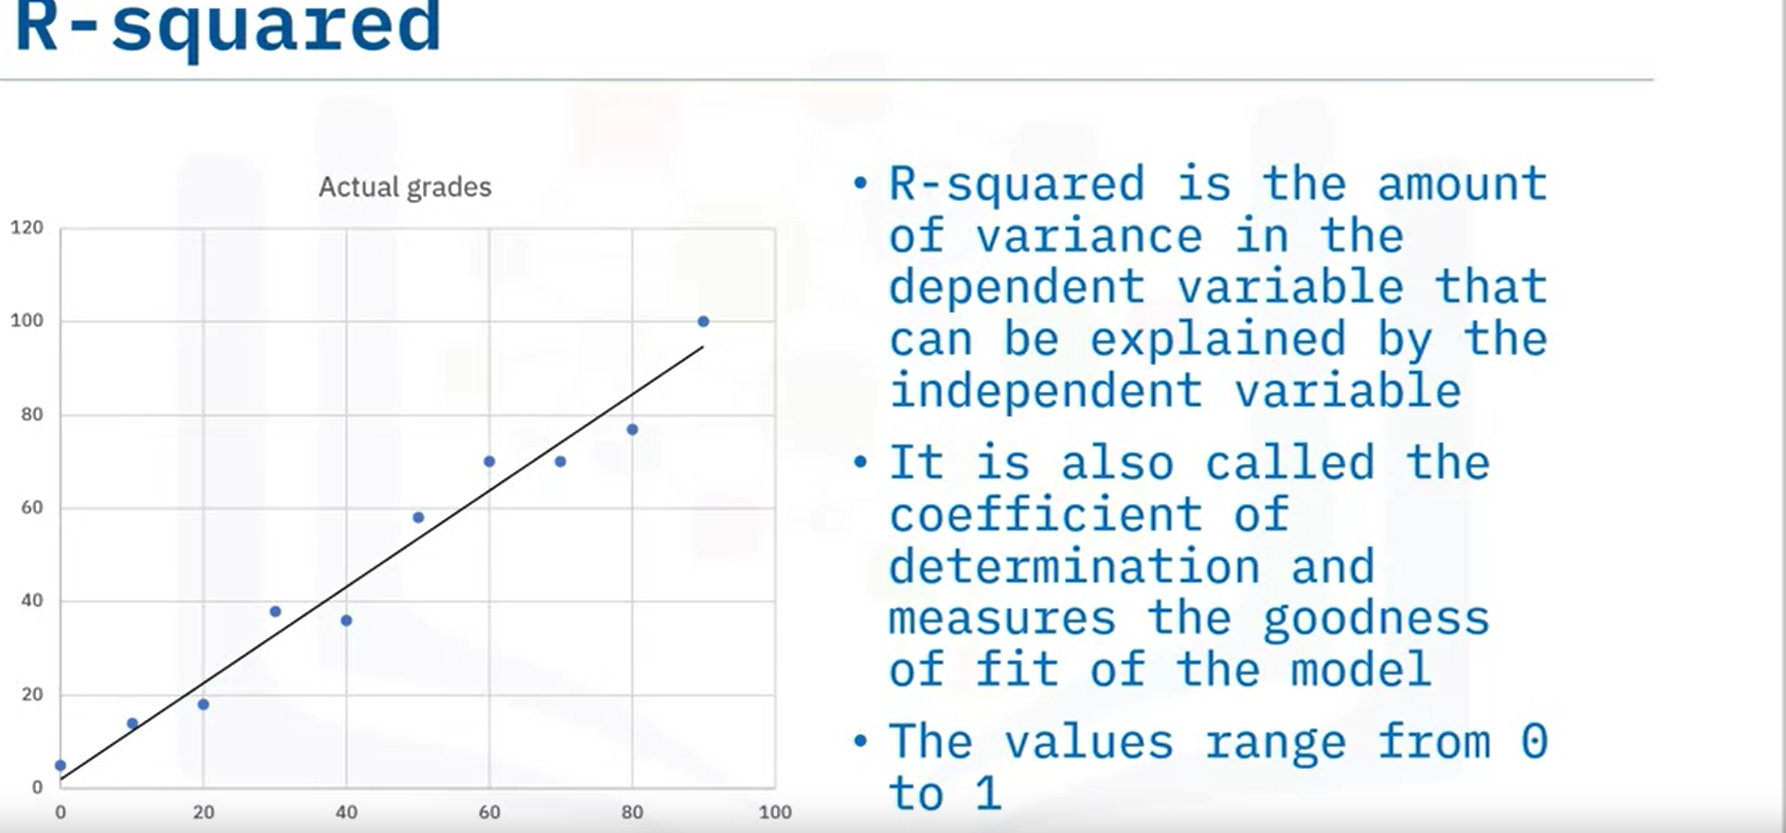 R-squared
Actual grades
120
100
80
60
40
20
0
0 20 40 60 80 100
• R-squared is the amount
of variance in the
dependent variable that
can be explained by the
independent variable
• It is also called the
coefficient of
determination and
measures the goodness
of fit of the model
• The values range from 0
to 1